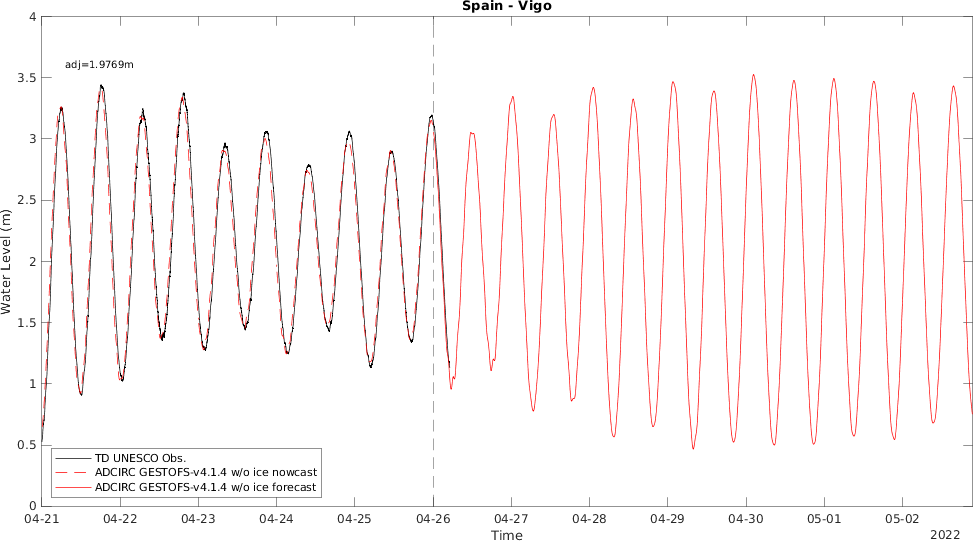 Spain - Vigo
adj=1.9769m
4
3.5
3
2.5
2
1.5
1
0.5
0
Water Level (m)
TD UNESCO Obs.
ADCIRC GESTOFS-v4.1.4 w/o ice nowcast
ADCIRC GESTOFS-v4.1.4 w/o ice forecast
04-21 04-22 04-23 04-24 04-25 04-26 04-27 04-28 04-29 04-30 05-01 05-02
Time
2022